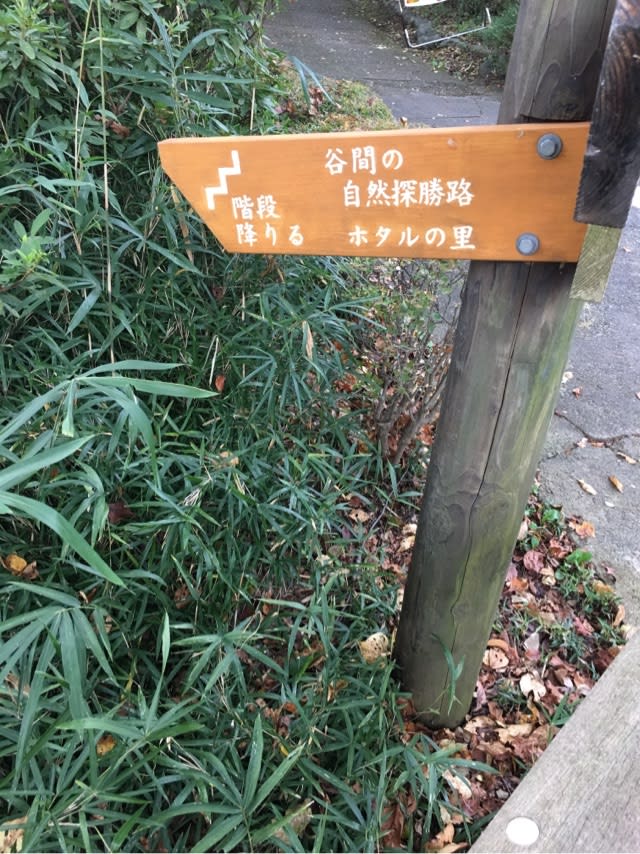 谷間の
自然探勝路
階段
降りる ホタルの里